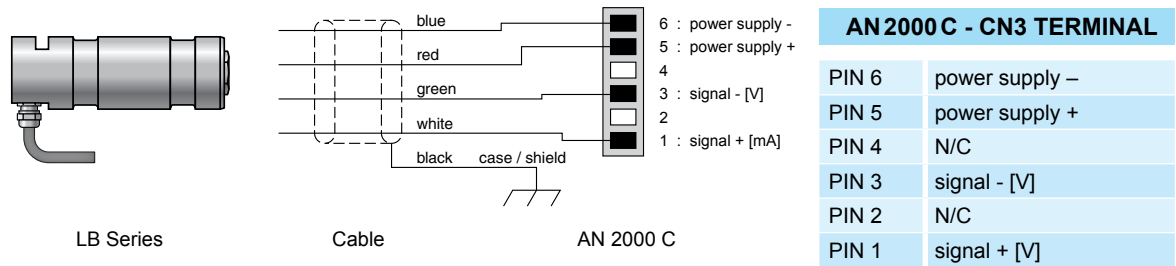 blue
red
green
white
black case / shield
6 : power supply -
5 : power supply +
4
3 : signal - [V]
2
1 : signal + [mA]
LB Series
Cable
AN 2000 C
AN 2000 C - CN3 TERMINAL
PIN 6 power supply –
PIN 5 power supply +
PIN 4 N/C
PIN 3 signal - [V]
PIN 2 N/C
PIN 1 signal + [V]